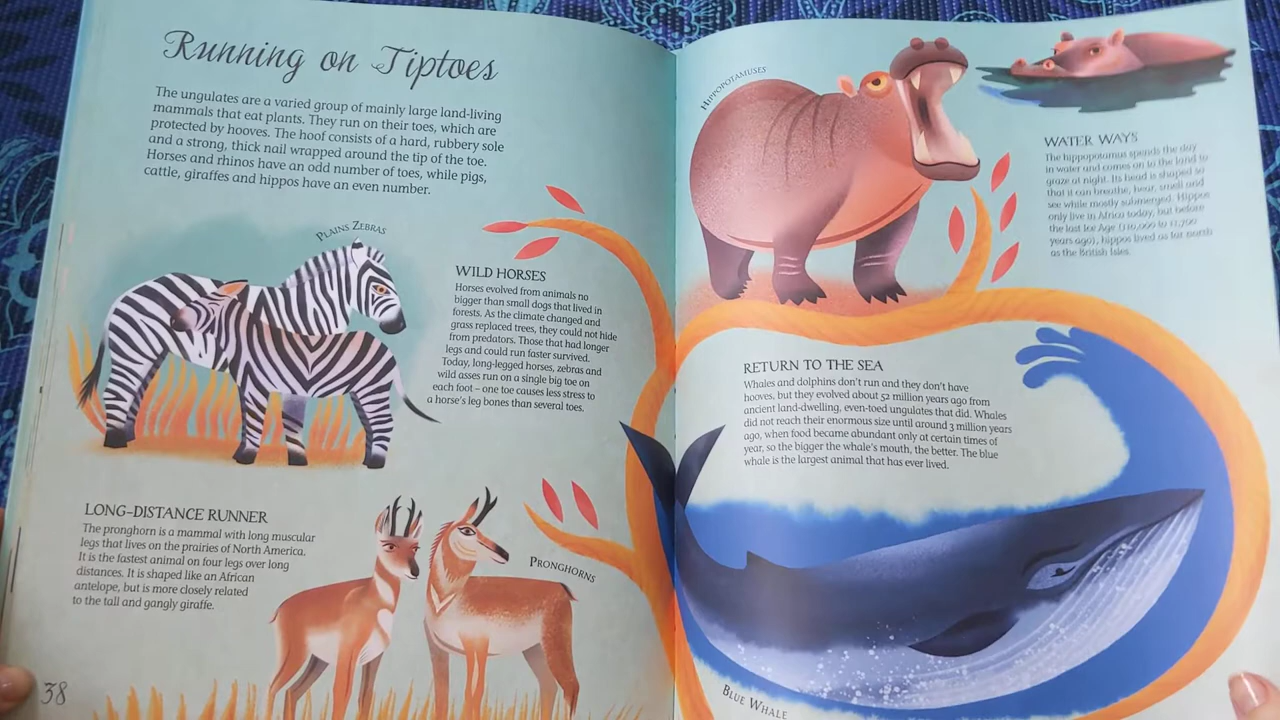 Running on Tiptoes
The ungulates are a varied group of mainly large land-living
mammals that eat plants. They run on their toes, which are
protected by hooves. The hoof consists of a hard, rubbery sole
and a strong, thick nail wrapped around the tip of the toe.
Horses and rhinos have an odd number of toes, while pigs,
cattle, giraffes and hippos have an even number.
PLAINS ZEBRAS
WILD HORSES
Horses evolved from animals no
bigger than small dogs that lived in
forests. As the climate changed and
grass replaced trees, they could not hide
from predators. Those that had longer
legs and could run faster survived.
Today, long-legged horses, zebras and
wild asses run on a single big toe on
each foot – one toe causes less stress to
a horse's leg bones than several toes.
LONG-DISTANCE RUNNER
The pronghorn is a mammal with long muscular
legs that lives on the prairies of North America.
It is the fastest animal on four legs over long
distances. It is shaped like an African
antelope, but is more closely related
to the tall and gangly giraffe.
PRONGHORNS
38
HIPPOPOTAMUSES
WATER WAYS
The hippopotamus spends the day
in water and comes on to the land to
graze at night. Its head is shaped so
that it can breathe, hear, smell and
see while mostly submerged. Hippos
only live in Africa today, but before
the last Ice Age (110,000 to 11,700
years ago), hippos lived as far north
as the British Isles.
RETURN TO THE SEA
Whales and dolphins don't run and they don't have
hooves, but they evolved about 52 million years ago from
ancient land-dwelling, even-toed ungulates that did. Whales
did not reach their enormous size until around 3 million years
ago, when food became abundant only at certain times of
year, so the bigger the whale's mouth, the better. The blue
whale is the largest animal that has ever lived.
BLUE WHALE